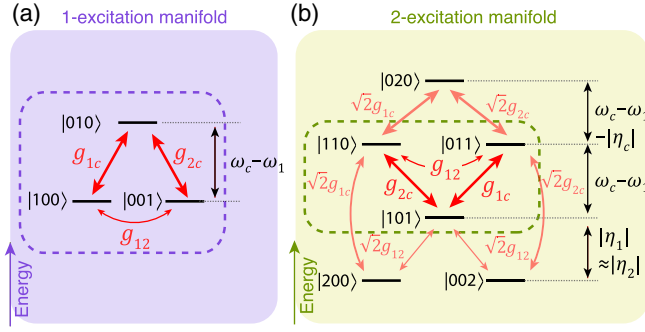 (a)
1-excitation manifold
|010⟩
g1c
g2c
ωc−ω1
|100⟩
|001⟩
g12
Energy
(b)
2-excitation manifold
|020⟩
√2g1c
√2g2c
ωc−ω1
−|ηc|
|110⟩
|011⟩
g12
√2g1c
g2c
g1c
√2g2c
ωc−ω1
|101⟩
√2g12
√2g12
|η1|
≈|η2|
|200⟩
|002⟩
Energy